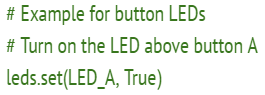 # Example for button LEDs
# Turn on the LED above button A
leds.set(LED_A, True)